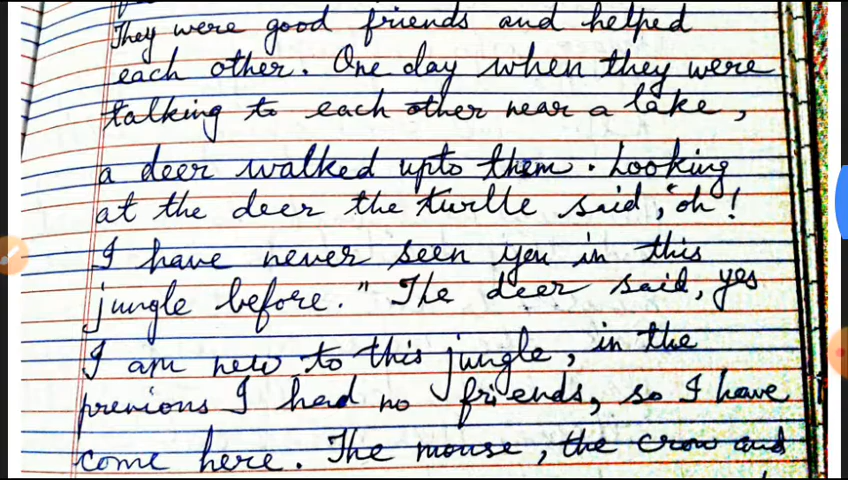 They were good friends and helped
each other. One day when they were
talking to each other near a lake,
a deer walked upto them. Looking
at the deer the turtle said, "oh!
I have never seen you in this
jungle before." The deer said, yes
I am new to this jungle, in the
previous I had no friends, so I have
come here. The mouse, the crow and